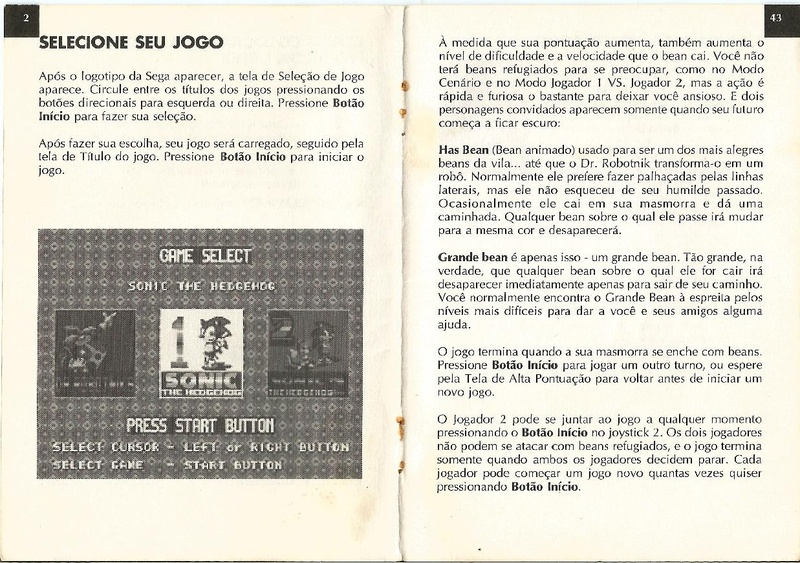 2
SELECIONE SEU JOGO
Após o logotipo da Sega aparecer, a tela de Seleção de Jogo
aparece. Circule entre os títulos dos jogos pressionando os
botões direcionais para esquerda ou direita. Pressione Botão
Início para fazer sua seleção.
Após fazer sua escolha, seu jogo será carregado, seguido pela
tela de Título do jogo. Pressione Botão Início para iniciar o
jogo.
GAME SELECT
SONIC THE HEDGEHOG
1
2
SONIC
THE HEDGEHOG
THE HEDGEHOG
PRESS START BUTTON
SELECT CURSOR - LEFT or RIGHT BUTTON
SELECT GAME - START BUTTON
43
À medida que sua pontuação aumenta, também aumenta o
nível de dificuldade e a velocidade que o bean cai. Você não
terá beans refugiados para se preocupar, como no Modo
Cenário e no Modo Jogador 1 VS. Jogador 2, mas a ação é
rápida e furiosa o bastante para deixar você ansioso. E dois
personagens convidados aparecem somente quando seu futuro
começa a ficar escuro:
Has Bean (Bean animado) usado para ser um dos mais alegres
beans da vila... até que o Dr. Robotnik transforma-o em um
robô. Normalmente ele prefere fazer palhaçadas pelas linhas
laterais, mas ele não esqueceu de seu humilde passado.
Ocasionalmente ele cai em sua masmorra e dá uma
caminhada. Qualquer bean sobre o qual ele passe irá mudar
para a mesma cor e desaparecerá.
Grande bean é apenas isso - um grande bean. Tão grande, na
verdade, que qualquer bean sobre o qual ele for cair irá
desaparecer imediatamente apenas para sair de seu caminho.
Você normalmente encontra o Grande Bean à espreita pelos
níveis mais difíceis para dar a você e seus amigos alguma
ajuda.
O jogo termina quando a sua masmorra se enche com beans.
Pressione Botão Início para jogar um outro turno, ou espere
pela Tela de Alta Pontuação para voltar antes de iniciar um
novo jogo.
O Jogador 2 pode se juntar ao jogo a qualquer momento
pressionando o Botão Início no joystick 2. Os dois jogadores
não podem se atacar com beans refugiados, e o jogo termina
somente quando ambos os jogadores decidem parar. Cada
jogador pode começar um jogo novo quantas vezes quiser
pressionando Botão Início.